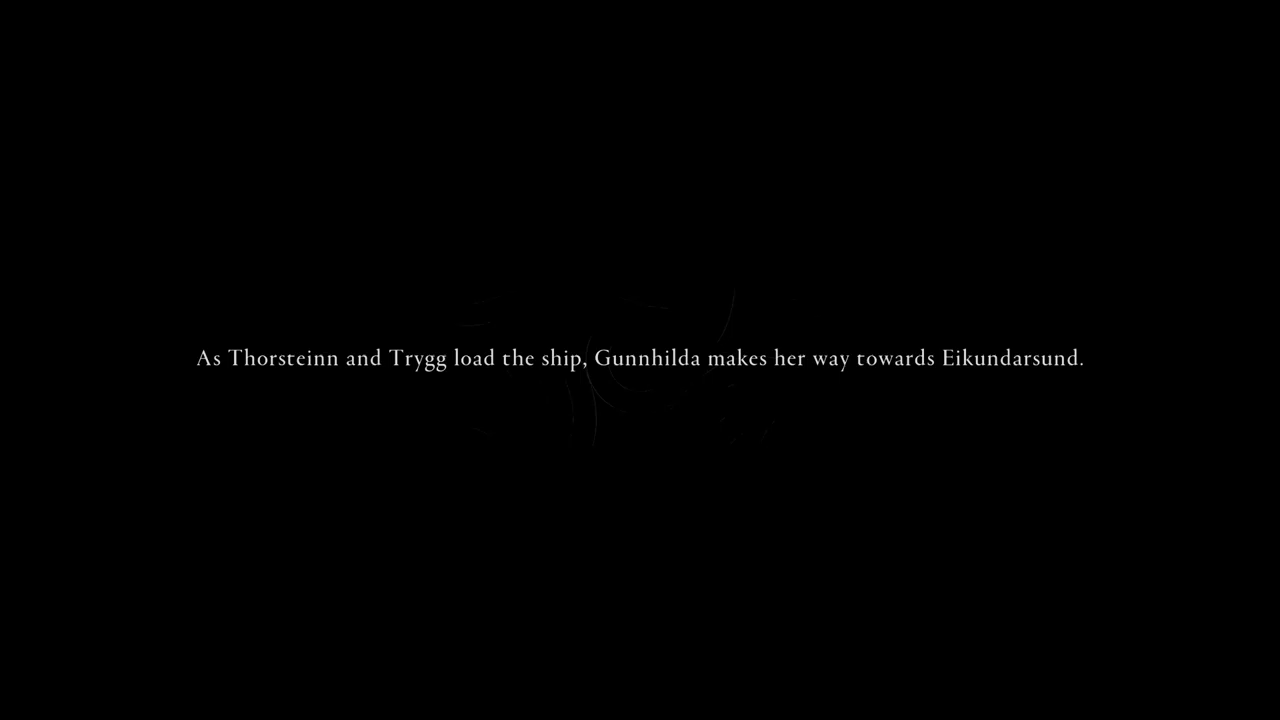 As Thorsteinn and Trygg load the ship, Gunnhilda makes her way towards Eikundarsund.